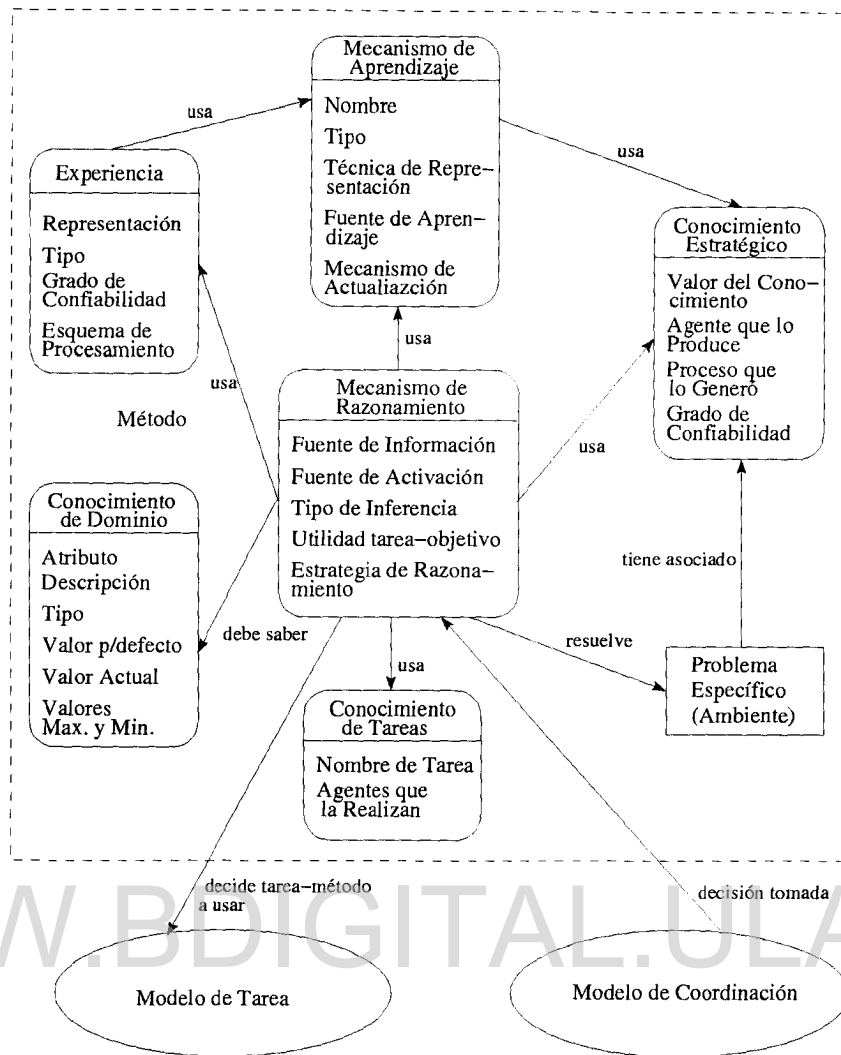 Mecanismo de
Aprendizaje
Nombre
Tipo
Técnica de Repre–
sentación
Fuente de Apren–
dizaje
Mecanismo de
Actualiazción
usa
usa
Experiencia
Representación
Tipo
Grado de
Confiabilidad
Esquema de
Procesamiento
Conocimiento
Estratégico
Valor del Cono–
cimiento
Agente que lo
Produce
Proceso que
lo Generó
Grado de
Confiabilidad
usa
usa
Método
usa
Mecanismo de
Razonamiento
Fuente de Información
Fuente de Activación
Tipo de Inferencia
Utilidad tarea–objetivo
Estrategia de Razona–
miento
Conocimiento
de Dominio
Atributo
Descripción
Tipo
Valor p/defecto
Valor Actual
Valores
Max. y Min.
tiene asociado
debe saber
usa
resuelve
Problema
Específico
(Ambiente)
Conocimiento
de Tareas
Nombre de Tarea
Agentes que
la Realizan
decide tarea–método
a usar
decisión tomada
W.BDIGITAL.ULA
Modelo de Tarea
Modelo de Coordinación